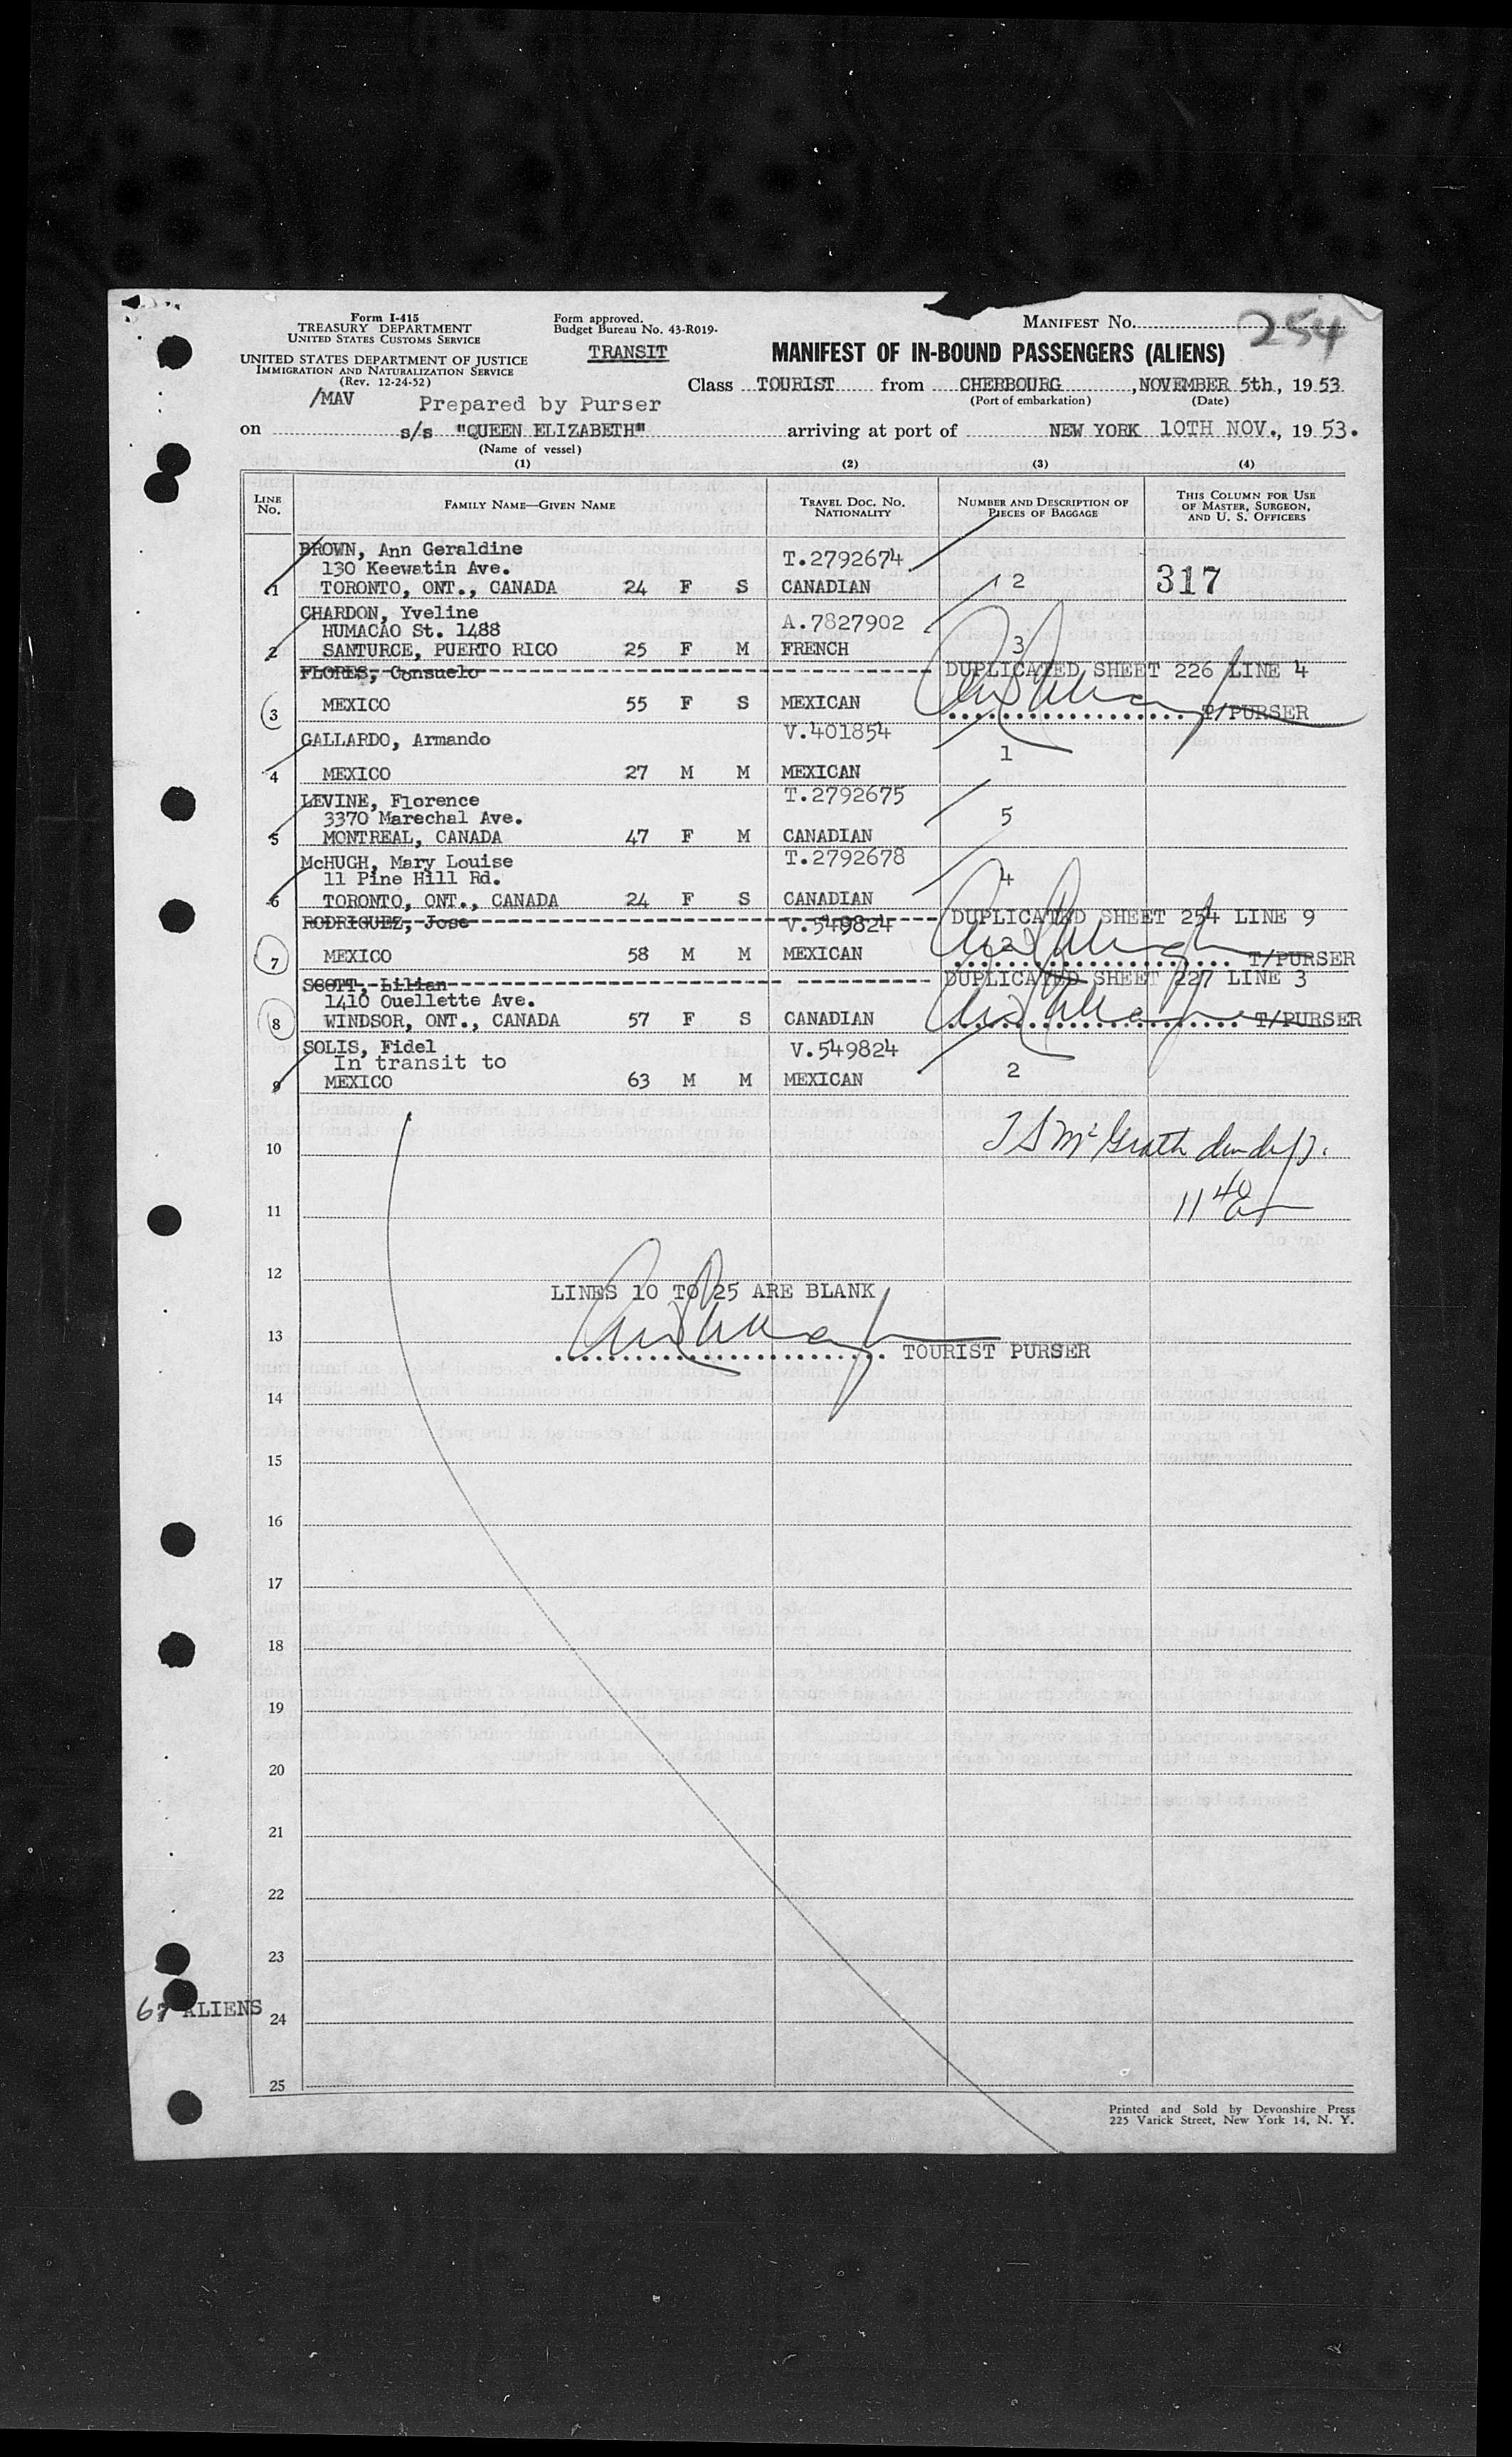 Form I-415
TREASURY DEPARTMENT
UNITED STATES CUSTOMS SERVICE
UNITED STATES DEPARTMENT OF JUSTICE
IMMIGRATION AND NATURALIZATION SERVICE
(Rev. 12-24-52)
Form approved.
Budget Bureau No. 43-R019-
TRANSIT
MANIFEST NO. 254
MANIFEST OF IN-BOUND PASSENGERS (ALIENS)
Class TOURIST from CHERBOURG, NOVEMBER 5th, 1953
(Port of embarkation) (Date)
/MAV Prepared by Purser
on s/s "QUEEN ELIZABETH" arriving at port of NEW YORK 10TH NOV., 1953.
(Name of vessel)
(1) (2) (3) (4)
LINE No. FAMILY NAME—GIVEN NAME TRAVEL DOC. NO. NATIONALITY NUMBER AND DESCRIPTION OF PIECES OF BAGGAGE THIS COLUMN FOR USE OF MASTER, SURGEON, AND U. S. OFFICERS
BROWN, Ann Geraldine T.2792674
130 Keewatin Ave.
1 TORONTO, ONT., CANADA 24 F S CANADIAN 2 317
CHARDON, Yveline A.7827902
HUMACAO St. 1488
2 SANTURCE, PUERTO RICO 25 F M FRENCH 3
FLORES, Consuelo DUPLICATED SHEET 226 LINE 4
3 MEXICO 55 F S MEXICAN T/PURSER
GALLARDO, Armando V.401854
4 MEXICO 27 M M MEXICAN 1
LEVINE, Florence T.2792675
3370 Marechal Ave.
5 MONTREAL, CANADA 47 F M CANADIAN 5
McHUGH, Mary Louise T.2792678
11 Pine Hill Rd.
6 TORONTO, ONT., CANADA 24 F S CANADIAN 4
RODRIGUEZ, Jose V.549824 DUPLICATED SHEET 254 LINE 9
7 MEXICO 58 M M MEXICAN 2 T/PURSER
SCOTT, Lilian DUPLICATED SHEET 227 LINE 3
1410 Ouellette Ave.
8 WINDSOR, ONT., CANADA 57 F S CANADIAN T/PURSER
SOLIS, Fidel V.549824
In transit to
9 MEXICO 63 M M MEXICAN 2
10
11
12
LINES 10 TO 25 ARE BLANK
13
TOURIST PURSER
14
15
16
17
18
19
20
21
22
23
67 ALIENS
24
25
Printed and Sold by Devonshire Press
225 Varick Street, New York 14, N. Y.